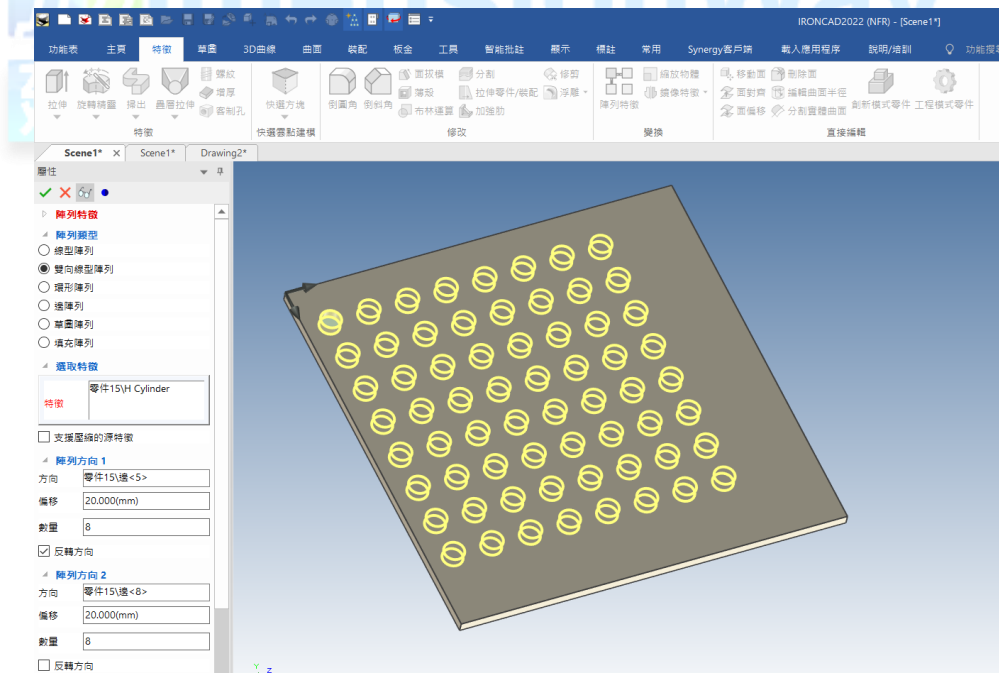 IRONCAD2022 (NFR) - [Scene1*]
功能表 主頁 特徵 草圖 3D曲線 曲面 裝配 板金 工具 智能批註 顯示 標註 常用 Synergy客戶端 載入應用程序 說明/培訓 功能搜尋
拉伸 旋轉精靈 掃出 疊層拉伸 螺紋 增厚 客制孔
特徵
快選方塊
快選雲點建模
倒圓角 倒斜角 面拔模 薄殼 布林運算 分割 拉伸零件/裝配 加強肋 修剪 浮雕
修改
陣列特徵 縮放物體 鏡像特徵
變換
移動面 面對齊 面偏移 刪除面 編輯曲面半徑 分割實體曲面 創新模式零件 工程模式零件
直接編輯
Scene1* Scene1* Drawing2*
屬性
陣列特徵
陣列類型
線型陣列
雙向線型陣列
環形陣列
邊陣列
草圖陣列
填充陣列
選取特徵
零件15\H Cylinder
特徵
支援壓縮的源特徵
陣列方向 1
方向 零件15\邊<5>
偏移 20.000(mm)
數量 8
反轉方向
陣列方向 2
方向 零件15\邊<8>
偏移 20.000(mm)
數量 8
反轉方向
Y Z